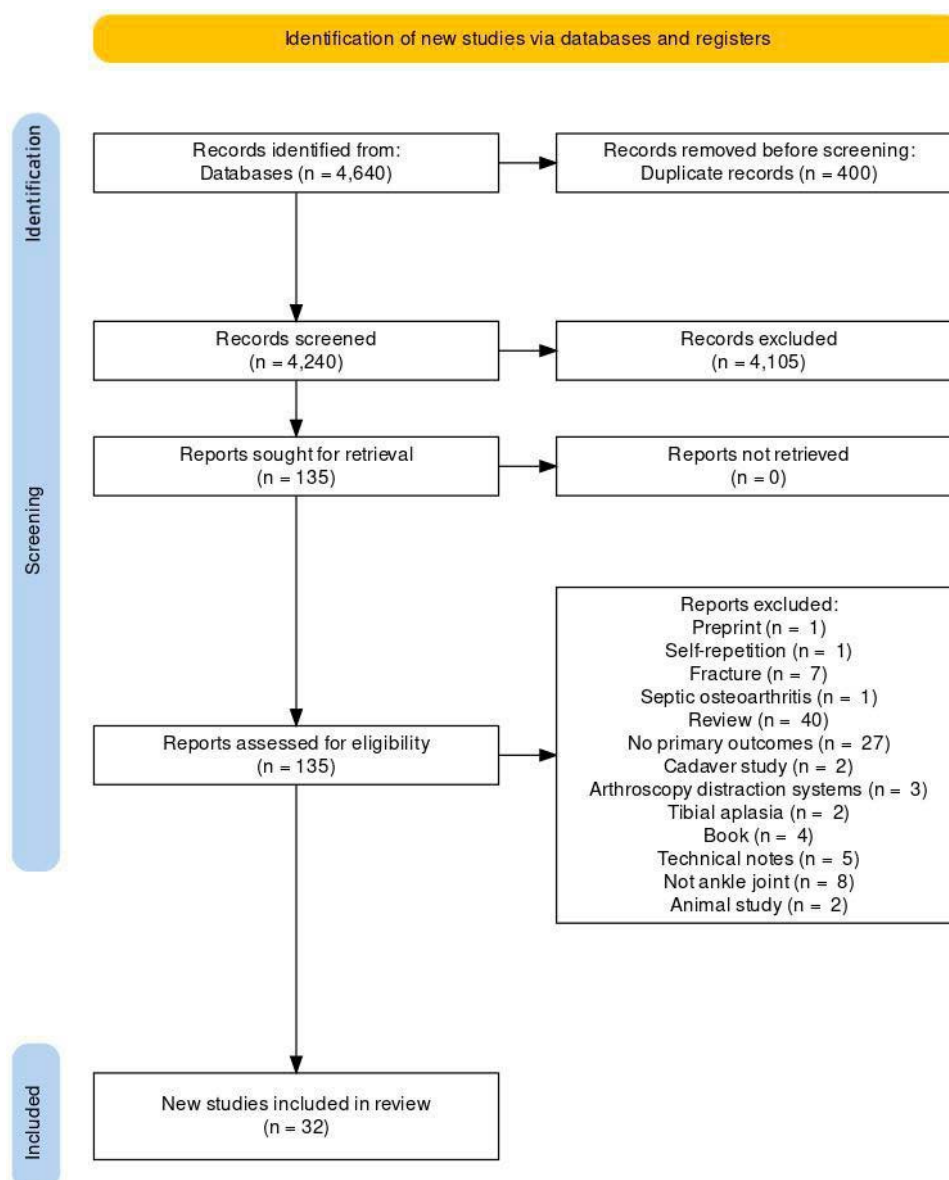 Identification of new studies via databases and registers
Identification
Records identified from:
Databases (n = 4,640)
Records removed before screening:
Duplicate records (n = 400)
Screening
Records screened
(n = 4,240)
Records excluded
(n = 4,105)
Reports sought for retrieval
(n = 135)
Reports not retrieved
(n = 0)
Reports assessed for eligibility
(n = 135)
Reports excluded:
Preprint (n = 1)
Self-repetition (n = 1)
Fracture (n = 7)
Septic osteoarthritis (n = 1)
Review (n = 40)
No primary outcomes (n = 27)
Cadaver study (n = 2)
Arthroscopy distraction systems (n = 3)
Tibial aplasia (n = 2)
Book (n = 4)
Technical notes (n = 5)
Not ankle joint (n = 8)
Animal study (n = 2)
Included
New studies included in review
(n = 32)